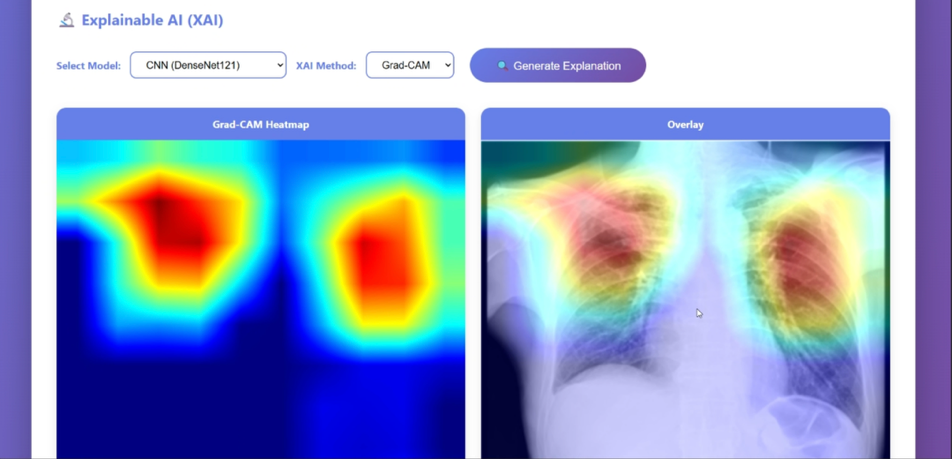 🔬 Explainable AI (XAI)
Select Model: CNN (DenseNet121) XAI Method: Grad-CAM 🔍 Generate Explanation
Grad-CAM Heatmap
Overlay